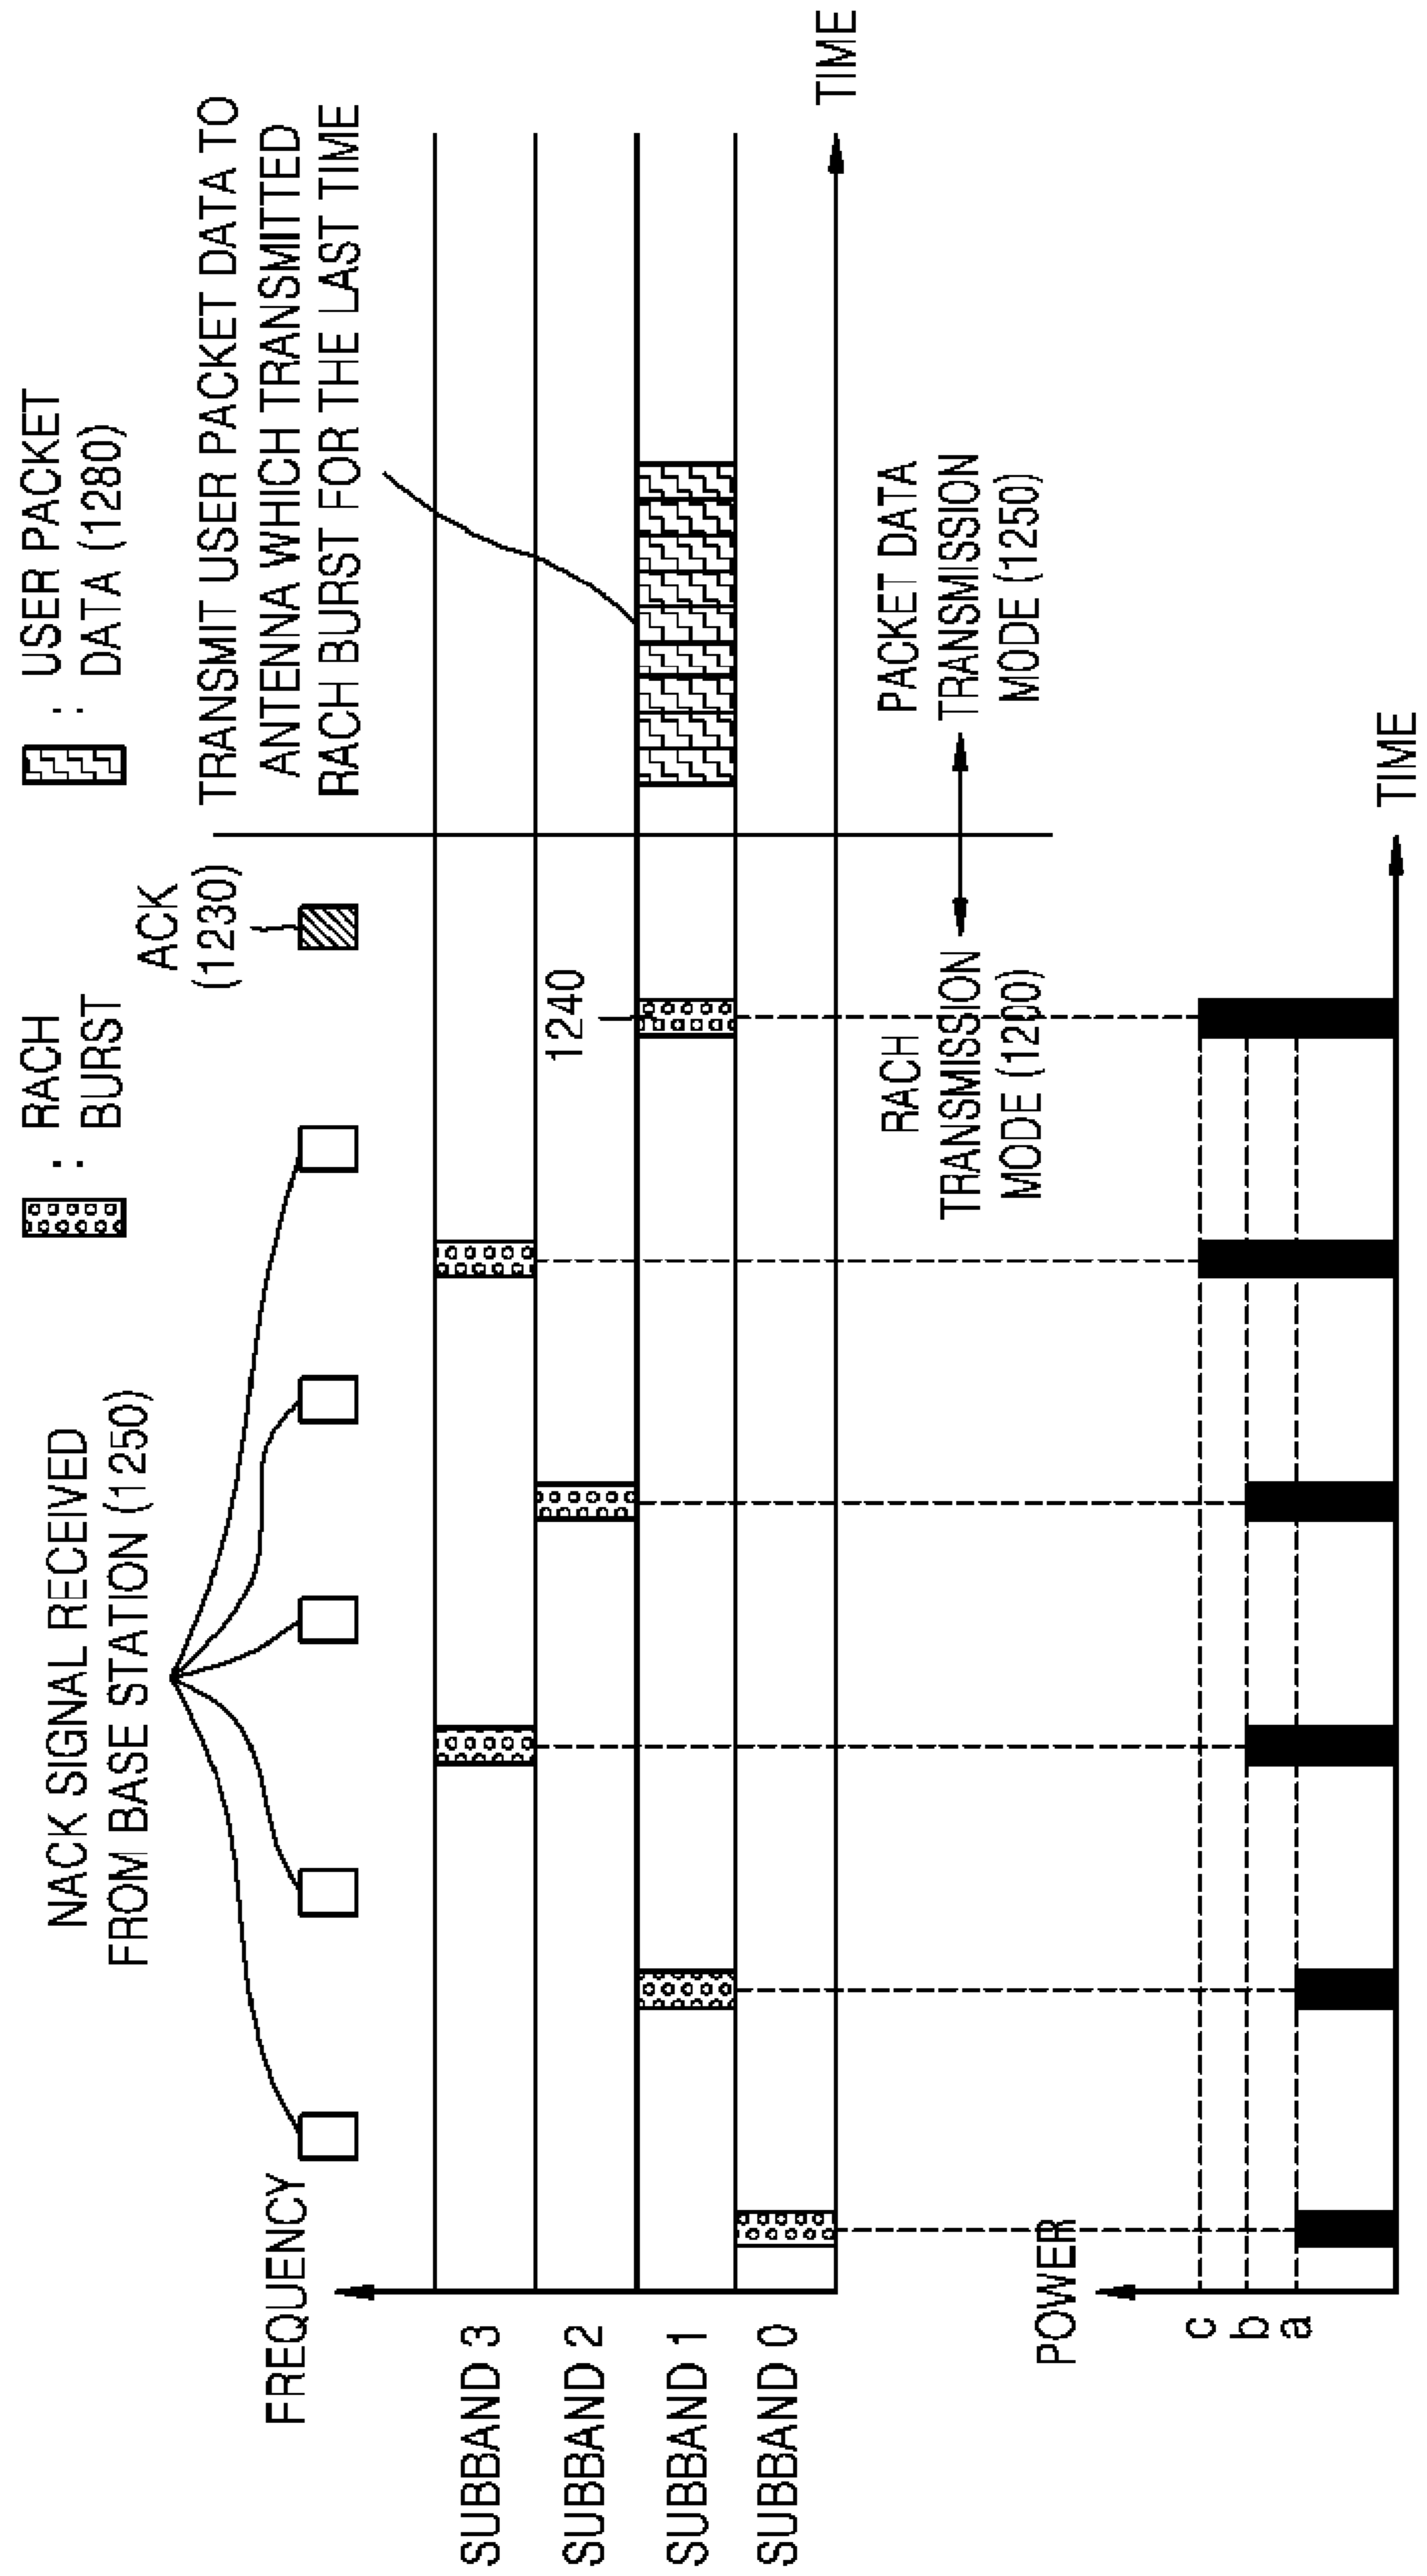 NACK SIGNAL RECEIVED
FROM BASE STATION (1250)
: RACH
BURST
: USER PACKET
DATA (1280)
ACK
(1230)
TRANSMIT USER PACKET DATA TO
ANTENNA WHICH TRANSMITTED
RACH BURST FOR THE LAST TIME
FREQUENCY
SUBBAND 3
SUBBAND 2
SUBBAND 1
SUBBAND 0
1240
TIME
RACH
TRANSMISSION
MODE (1200)
PACKET DATA
TRANSMISSION
MODE (1250)
POWER
c
b
a
TIME